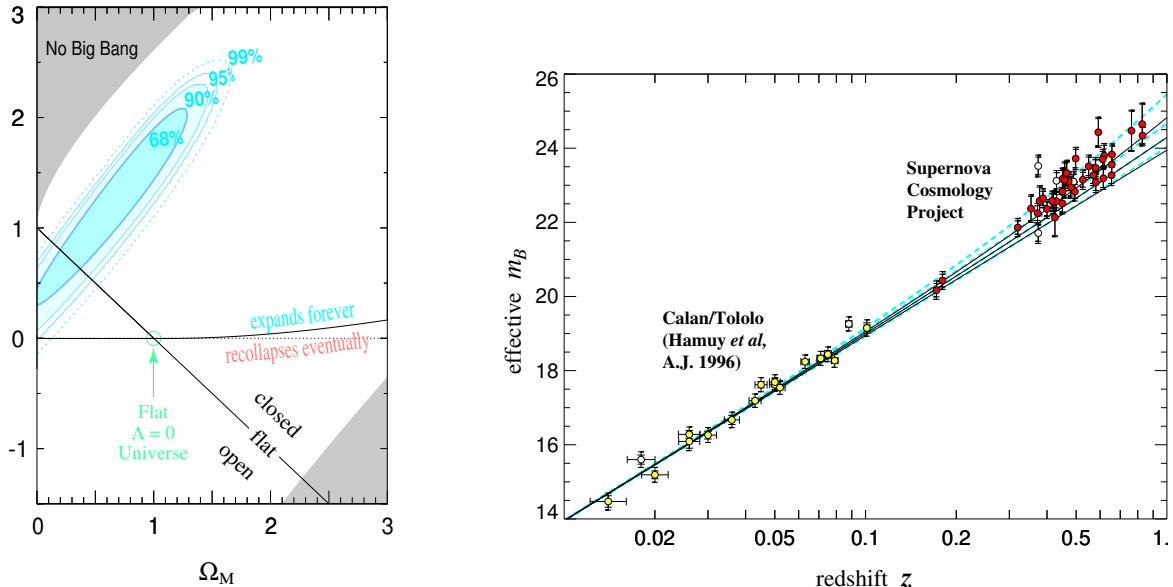 3
No Big Bang
99%
95%
90%
2
68%
1
expands forever
0
recollapses eventually
Flat
Λ = 0
Universe
closed
flat
open
-1
0
1
2
3
Ω_M
26
24
Supernova
Cosmology
Project
22
effective m_B
20
Calan/Tololo
(Hamuy et al,
A.J. 1996)
18
16
14
0.02
0.05
0.1
0.2
0.5
1.
redshift z